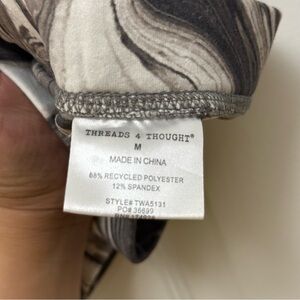 THREADS 4 THOUGHT®
M
MADE IN CHINA
88% RECYCLED POLYESTER
12% SPANDEX
STYLE# TWA5131
PO# 36699